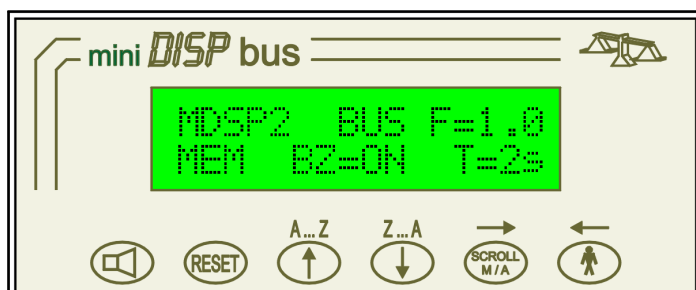 mini DISP bus
MDSP2 BUS F=1.0
MEM BZ=ON T=2s
A...Z Z...A
RESET SCROLL
M/A